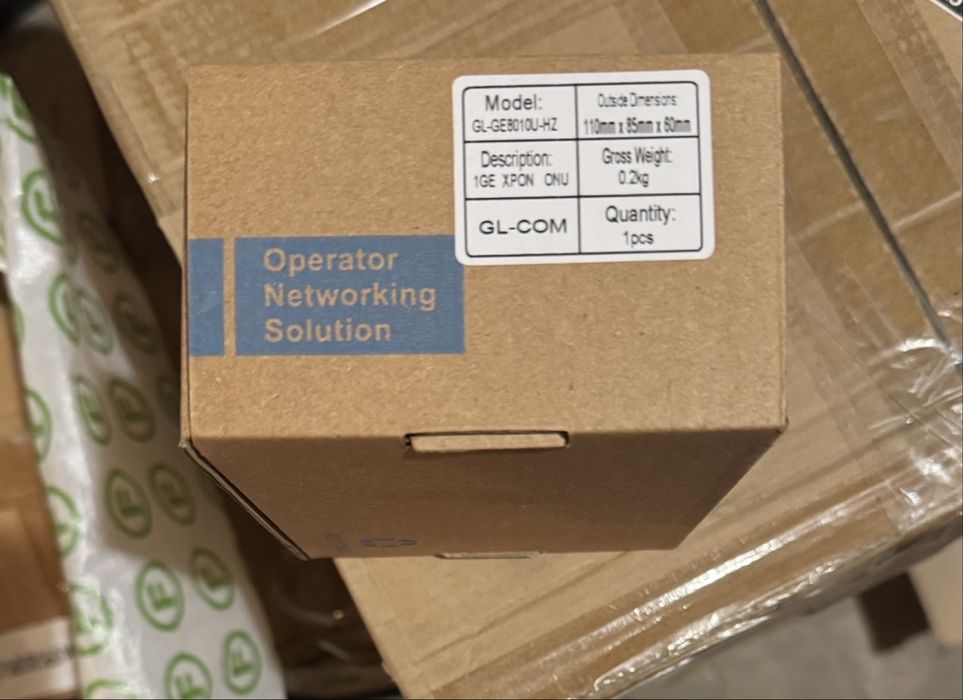 Model:
GL-GE8010U-HZ
Outside Dimensions:
110mm x 85mm x 60mm
Description:
1GE XPON ONU
Gross Weight:
0.2kg
GL-COM
Quantity:
1pcs
Operator
Networking
Solution